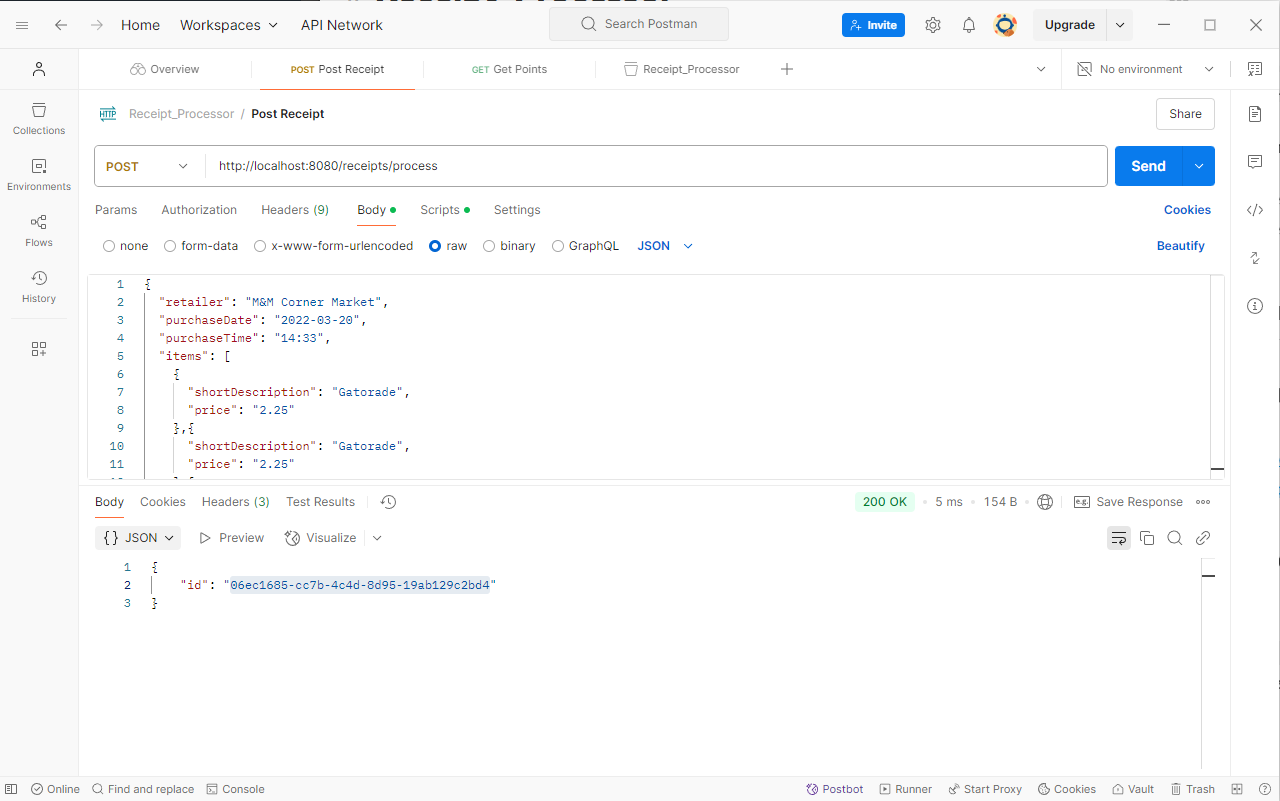 Home Workspaces API Network Search Postman Invite Upgrade
Overview POST Post Receipt GET Get Points Receipt_Processor No environment
Receipt_Processor / Post Receipt Share
HTTP
Collections
Environments
Flows
History
POST http://localhost:8080/receipts/process Send
Params Authorization Headers (9) Body Scripts Settings Cookies
none form-data x-www-form-urlencoded raw binary GraphQL JSON Beautify
1 {
2 "retailer": "M&M Corner Market",
3 "purchaseDate": "2022-03-20",
4 "purchaseTime": "14:33",
5 "items": [
6 {
7 "shortDescription": "Gatorade",
8 "price": "2.25"
9 },{
10 "shortDescription": "Gatorade",
11 "price": "2.25"
Body Cookies Headers (3) Test Results 200 OK 5 ms 154 B e.g. Save Response
{} JSON Preview Visualize
1 {
2 "id": "06ec1685-cc7b-4c4d-8d95-19ab129c2bd4"
3 }
Online Find and replace Console Postbot Runner Start Proxy Cookies Vault Trash